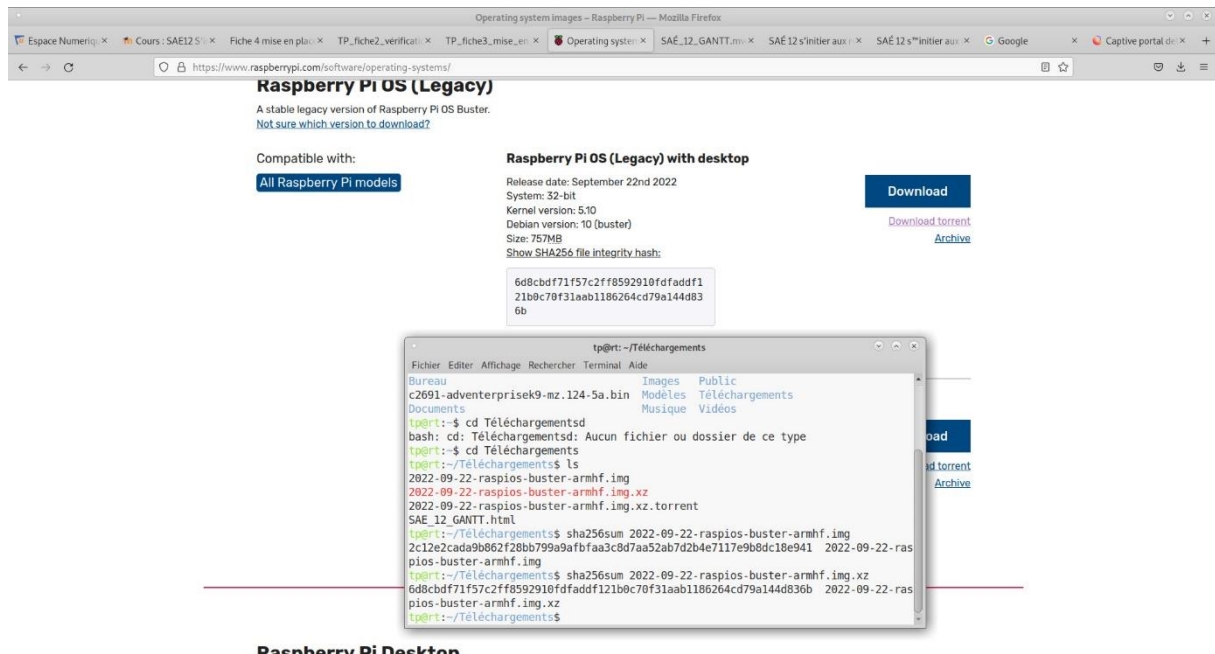 Operating system images – Raspberry Pi — Mozilla Firefox
Espace Numeriq Cours : SAE12 S'i Fiche 4 mise en plac TP_fiche2_vérificati TP_fiche3_mise_en Operating system SAÉ_12_GANTT.m SAÉ 12 s'initier aux r SAÉ 12 s'"initier aux Google Captive portal de
https://www.raspberrypi.com/software/operating-systems/
Raspberry Pi OS (Legacy)
A stable legacy version of Raspberry Pi OS Buster.
Not sure which version to download?
Compatible with:
All Raspberry Pi models
Raspberry Pi OS (Legacy) with desktop
Release date: September 22nd 2022
System: 32-bit
Kernel version: 5.10
Debian version: 10 (buster)
Size: 757MB
Show SHA256 file integrity hash:
6d8cbdf71f57c2ff8592910fdfaddf1
21b0c70f31aab1186264cd79a144d83
6b
Download
Download torrent
Archive
tp@rt: ~/Téléchargements
Fichier Editer Affichage Rechercher Terminal Aide
Bureau Images Public
c2691-adventerprisek9-mz.124-5a.bin Modèles Téléchargements
Documents Musique Vidéos
tp@rt:~$ cd Téléchargementsd
bash: cd: Téléchargementsd: Aucun fichier ou dossier de ce type
tp@rt:~$ cd Téléchargements
tp@rt:~/Téléchargements$ ls
2022-09-22-raspios-buster-armhf.img
2022-09-22-raspios-buster-armhf.img.xz
2022-09-22-raspios-buster-armhf.img.xz.torrent
SAE_12_GANTT.html
tp@rt:~/Téléchargements$ sha256sum 2022-09-22-raspios-buster-armhf.img
2c12e2cada9b862f28bb799a9afbfaa3c8d7aa52ab7d2b4e7117e9b8dc18e941 2022-09-22-ras
pios-buster-armhf.img
tp@rt:~/Téléchargements$ sha256sum 2022-09-22-raspios-buster-armhf.img.xz
6d8cbdf71f57c2ff8592910fdfaddf121b0c70f31aab1186264cd79a144d836b 2022-09-22-ras
pios-buster-armhf.img.xz
tp@rt:~/Téléchargements$
oad
ad torrent
Archive
Raspberry Pi Desktop